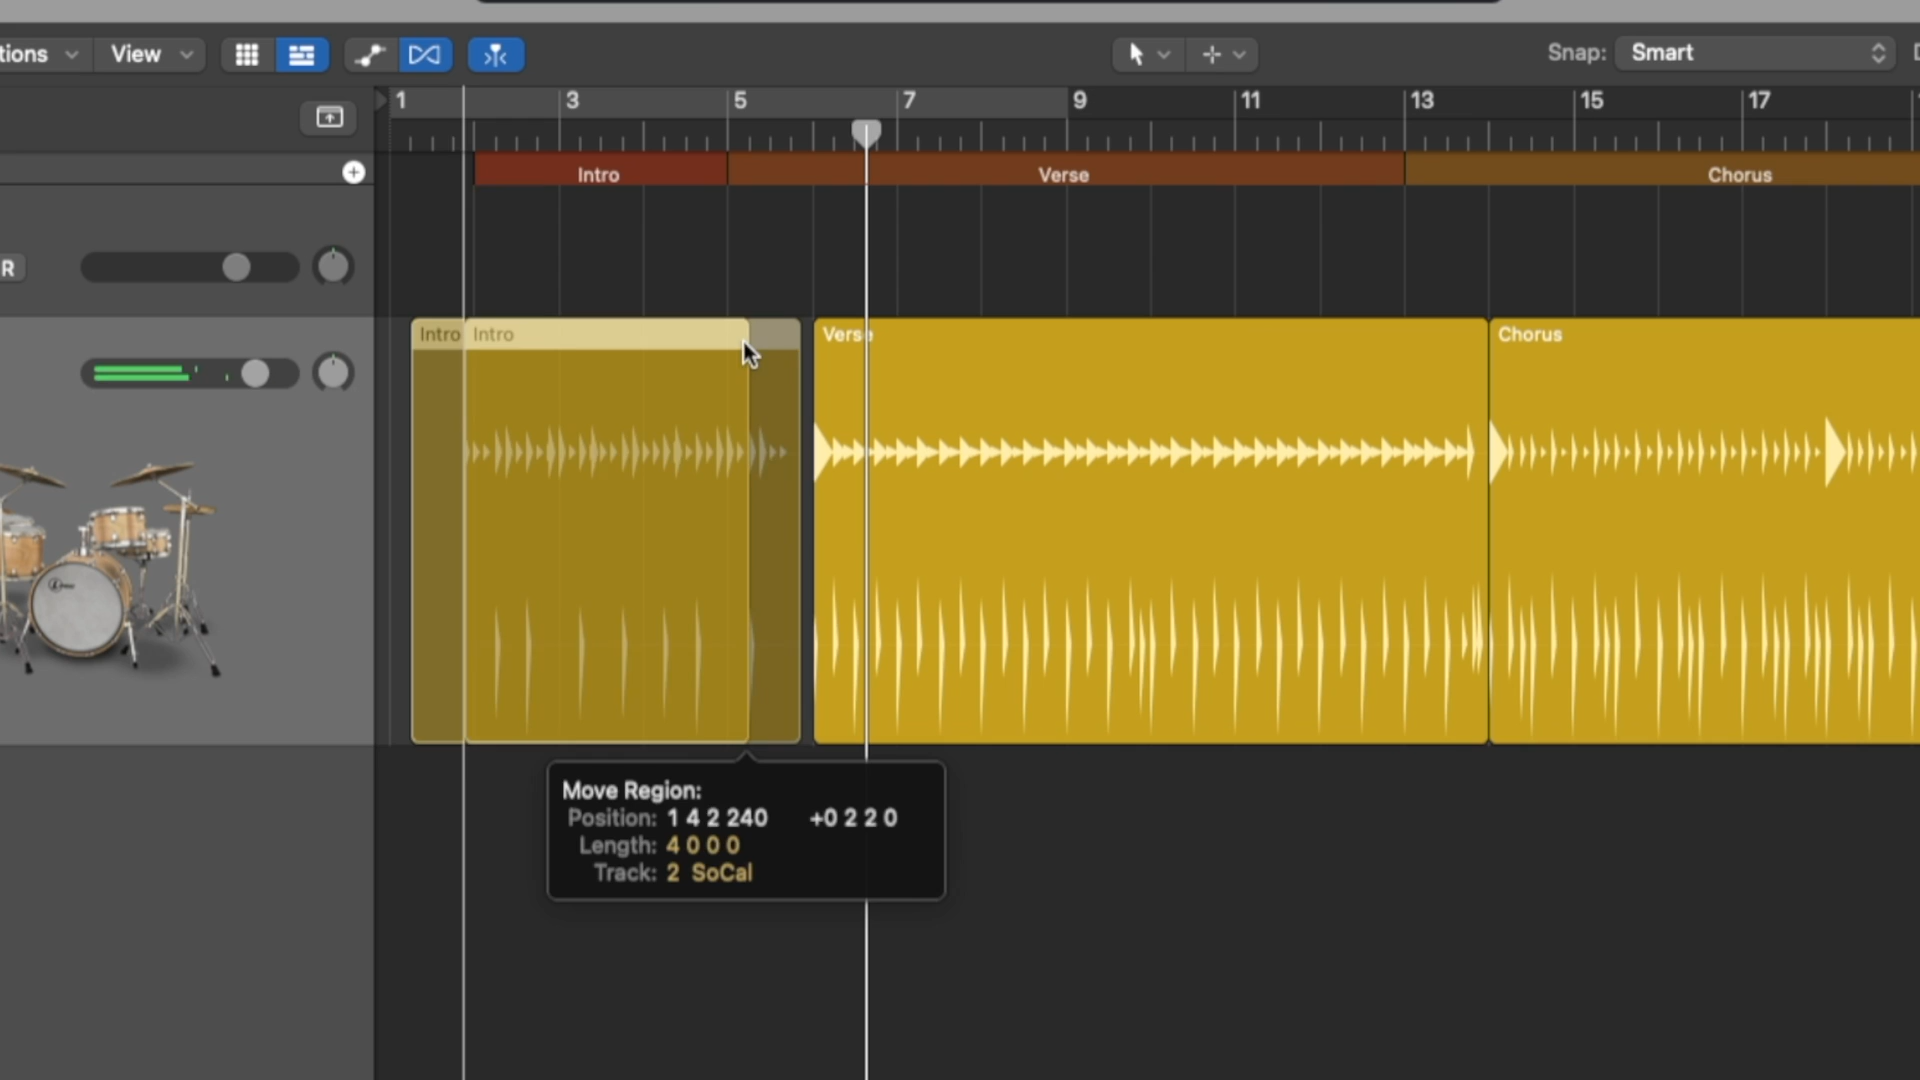 tions View Snap: Smart
1 3 5 7 9 11 13 15 17
Intro Verse Chorus
R
Intro Intro Verse Chorus
Move Region:
Position: 1 4 2 240 +0 2 2 0
Length: 4 0 0 0
Track: 2 SoCal